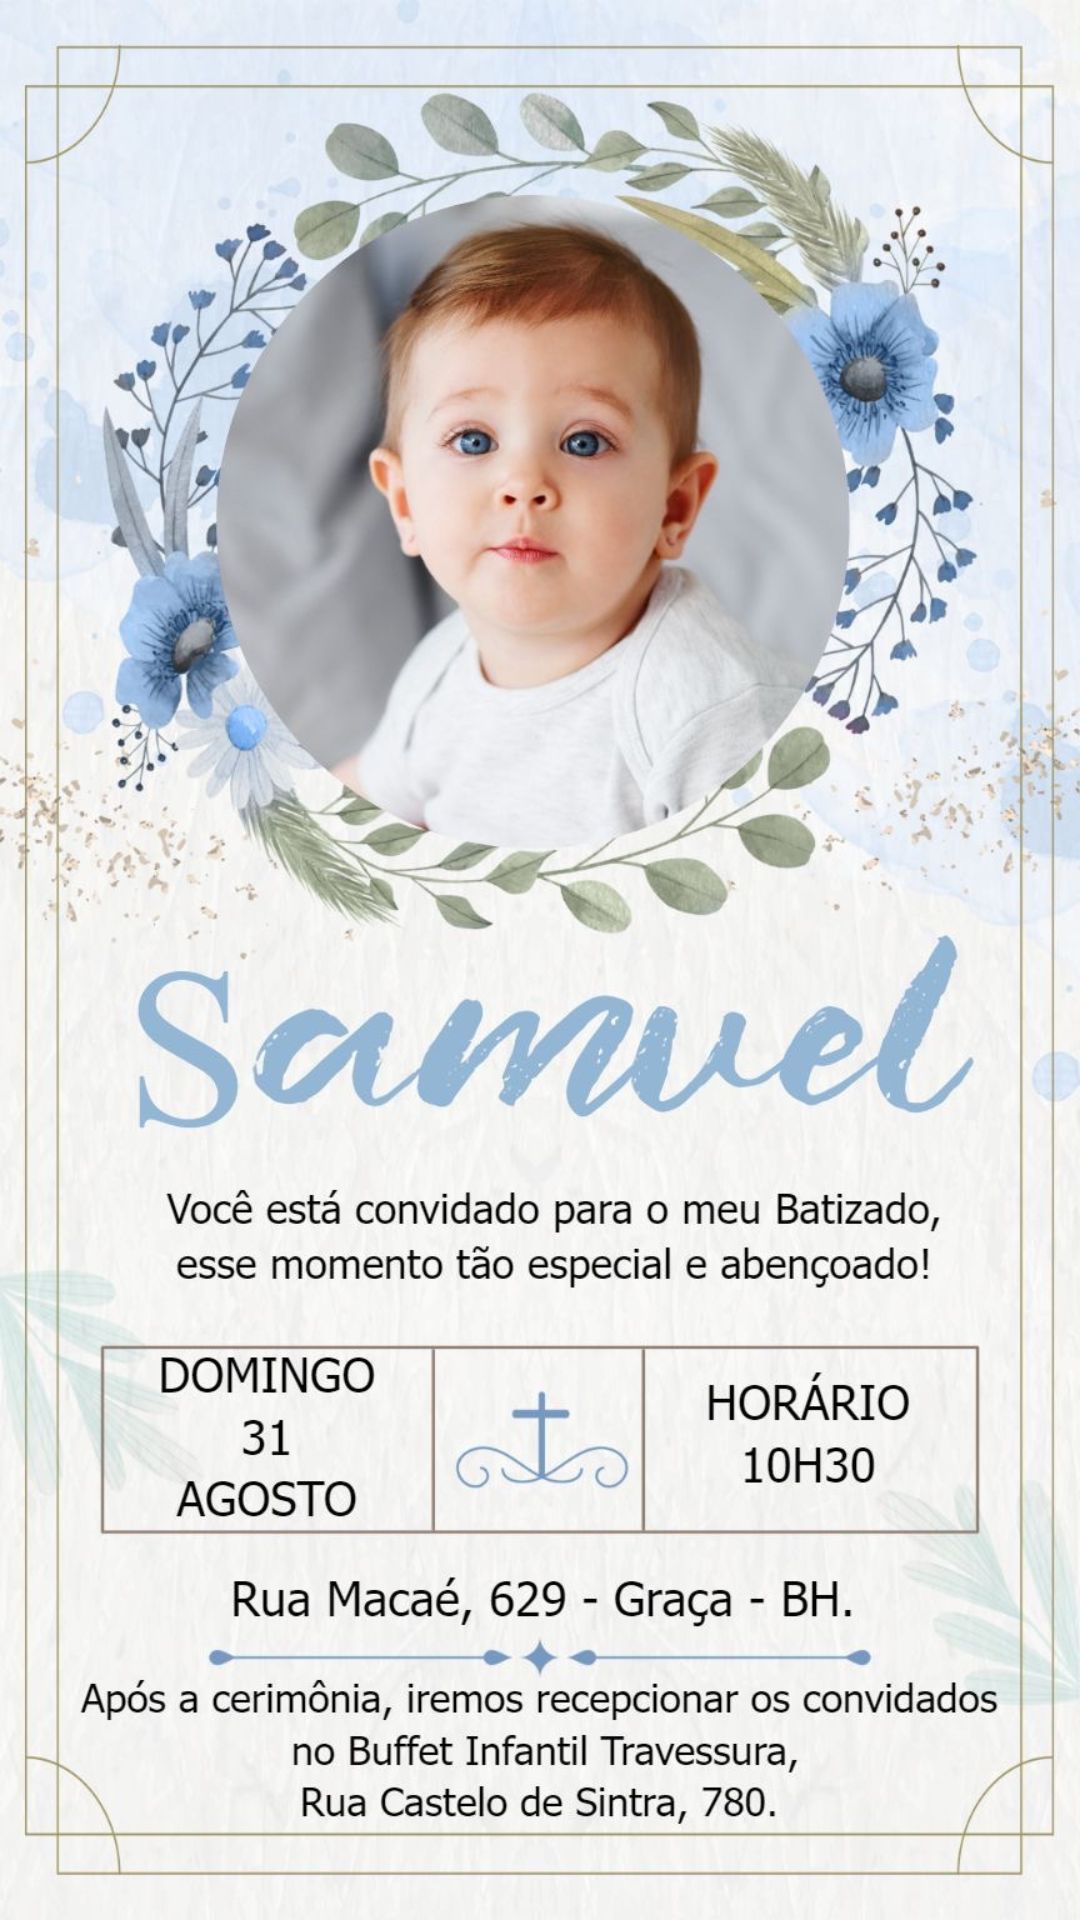 Samuel
Você está convidado para o meu Batizado,
esse momento tão especial e abençoado!
DOMINGO
31
AGOSTO
HORÁRIO
10H30
Rua Macaé, 629 - Graça - BH.
Após a cerimônia, iremos recepcionar os convidados
no Buffet Infantil Travessura,
Rua Castelo de Sintra, 780.